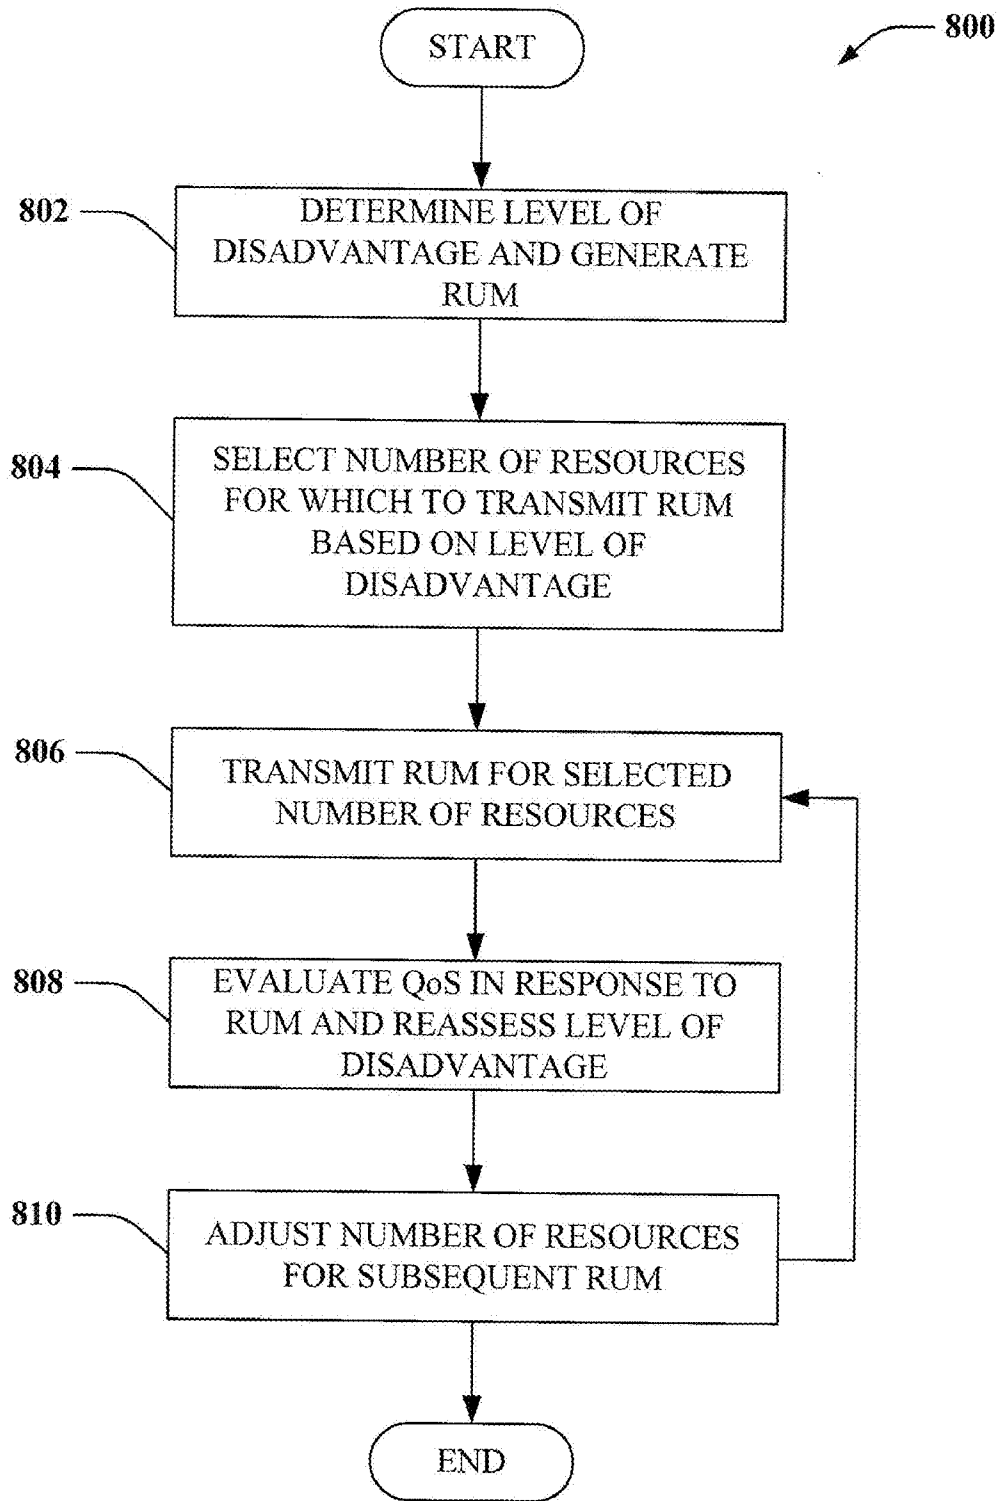 START
800
802
DETERMINE LEVEL OF
DISADVANTAGE AND GENERATE
RUM
804
SELECT NUMBER OF RESOURCES
FOR WHICH TO TRANSMIT RUM
BASED ON LEVEL OF
DISADVANTAGE
806
TRANSMIT RUM FOR SELECTED
NUMBER OF RESOURCES
808
EVALUATE QoS IN RESPONSE TO
RUM AND REASSESS LEVEL OF
DISADVANTAGE
810
ADJUST NUMBER OF RESOURCES
FOR SUBSEQUENT RUM
END